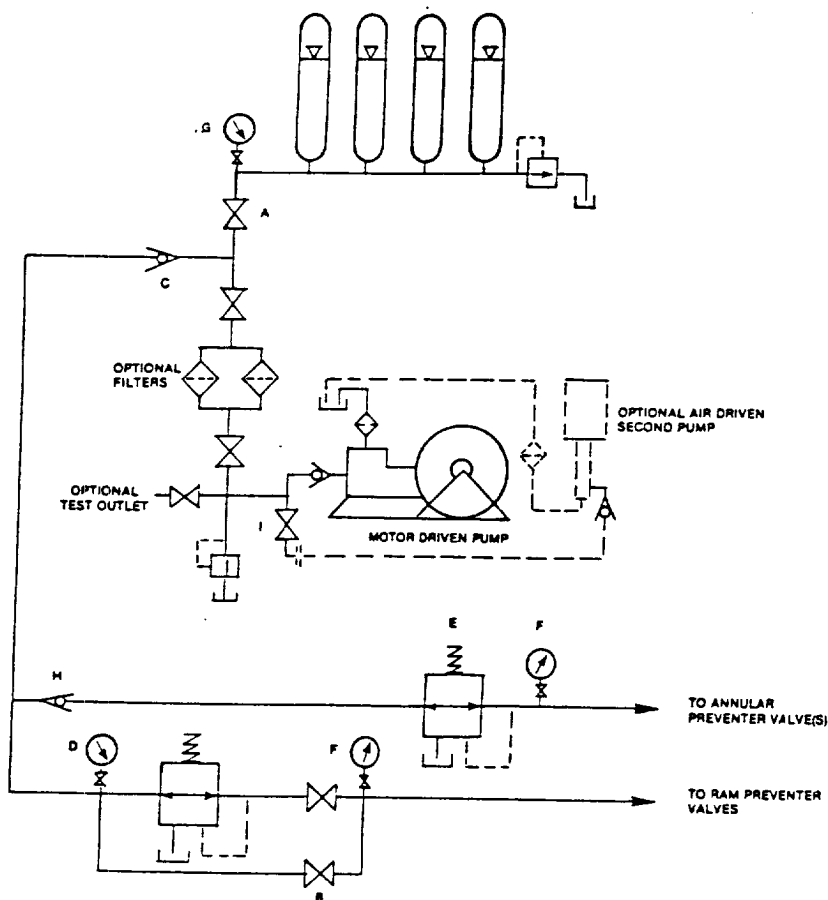 G
A
C
OPTIONAL
FILTERS
OPTIONAL AIR DRIVEN
SECOND PUMP
OPTIONAL
TEST OUTLET
I
MOTOR DRIVEN PUMP
E
F
H
TO ANNULAR
PREVENTER VALVE(S)
D
F
TO RAM PREVENTER
VALVES